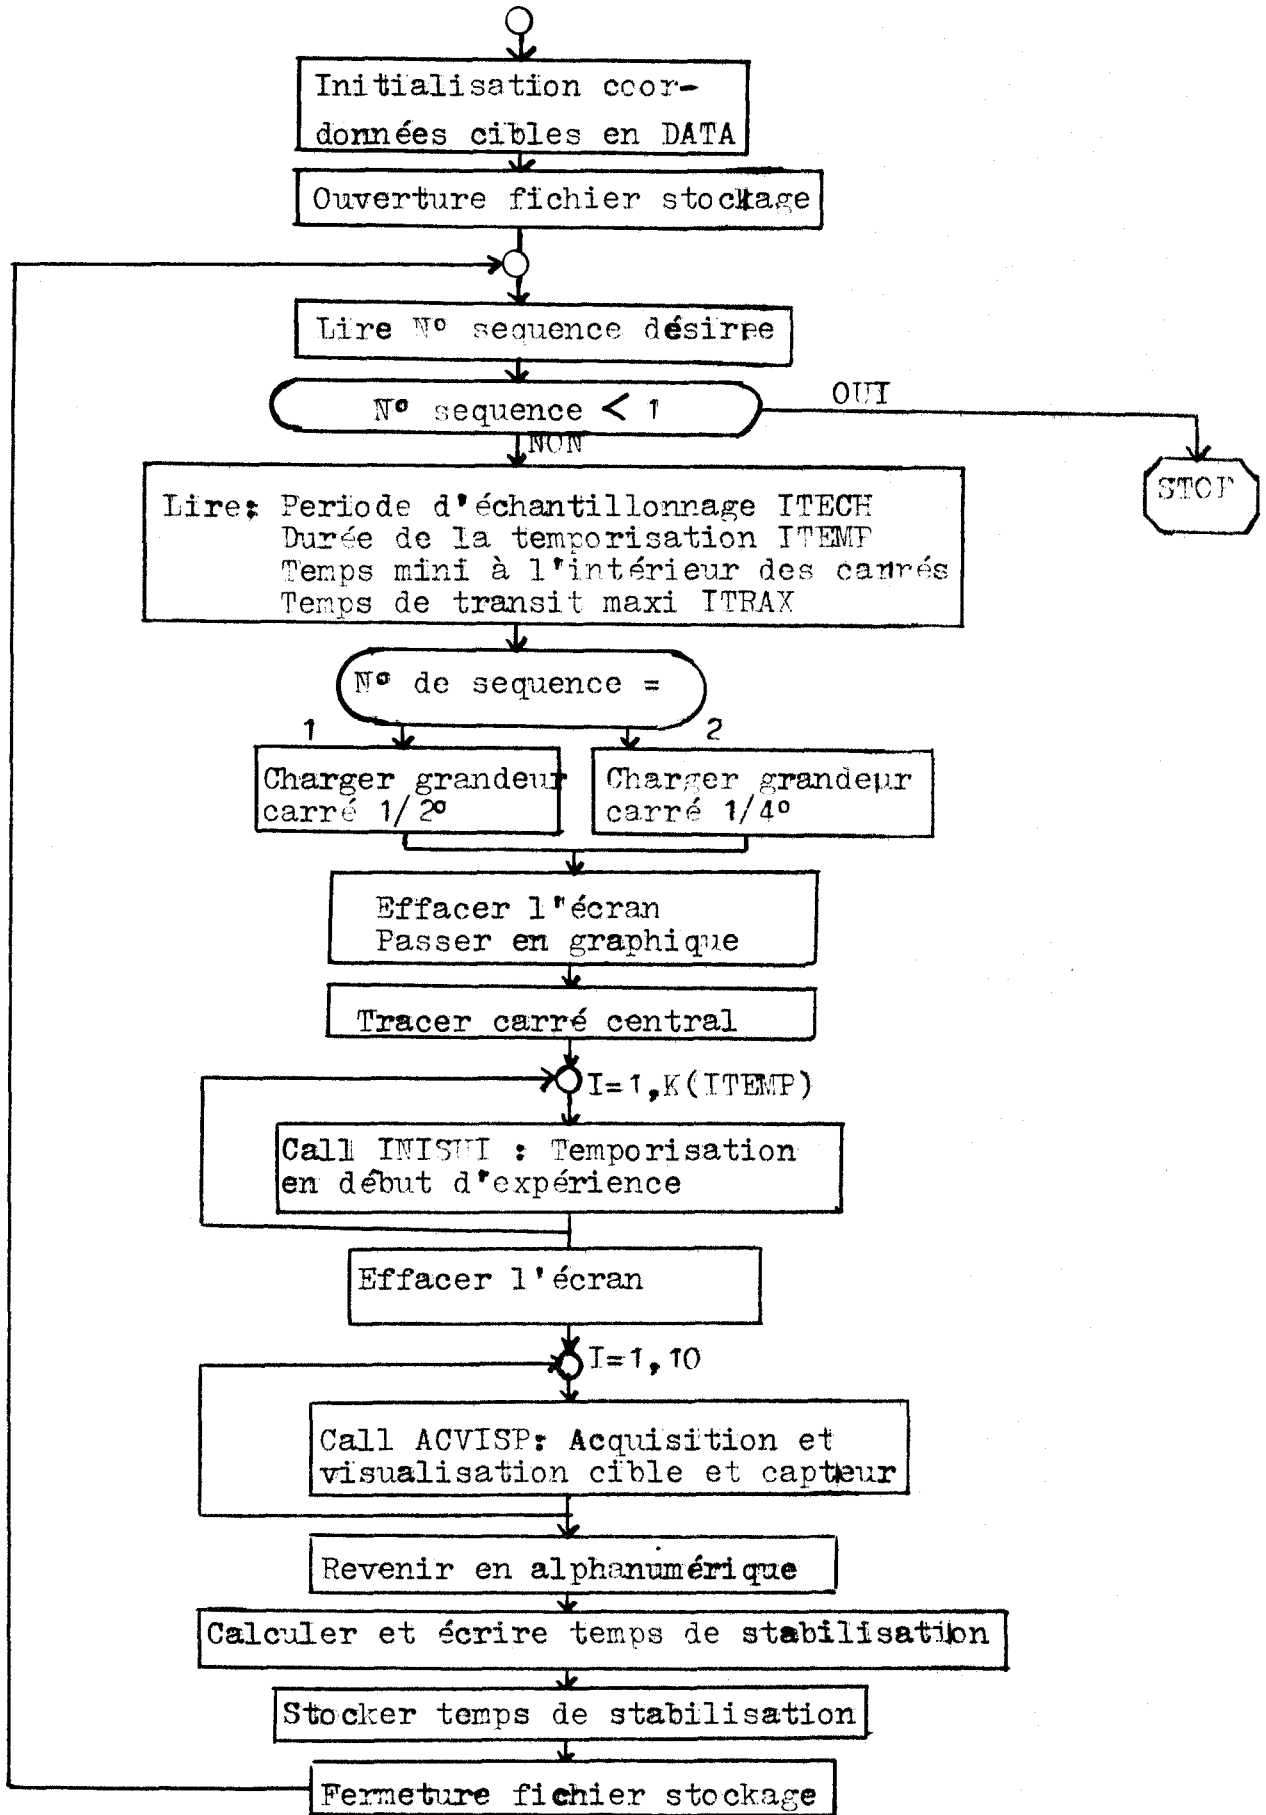 Initialisation coor-
données cibles en DATA
Ouverture fichier stockage
Lire N° sequence désiree
N° sequence < 1
OUI
NON
STOP
Lire: Periode d'échantillonnage ITECH
Durée de la temporisation ITEMP
Temps mini à l'intérieur des carrés
Temps de transit maxi ITRAX
N° de sequence =
1
2
Charger grandeur
carré 1/2°
Charger grandeur
carré 1/4°
Effacer l"écran
Passer en graphique
Tracer carré central
I=1,K(ITEMP)
Call INISUI : Temporisation
en début d'expérience
Effacer l'écran
I=1,10
Call ACVISP: Acquisition et
visualisation cible et capteur
Revenir en alphanumérique
Calculer et écrire temps de stabilisation
Stocker temps de stabilisation
Fermeture fichier stockage